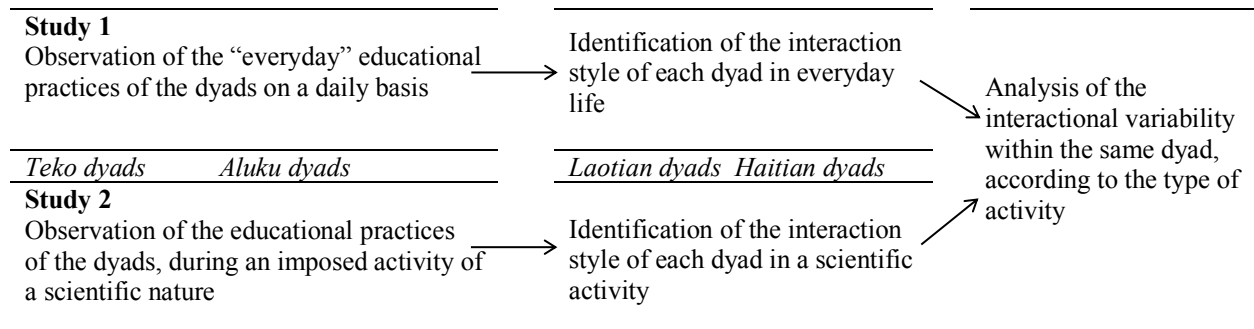 Study 1
Observation of the “everyday” educational
practices of the dyads on a daily basis
Identification of the interaction
style of each dyad in everyday
life
Teko dyads Aluku dyads
Laotian dyads Haitian dyads
Study 2
Observation of the educational practices
of the dyads, during an imposed activity of
a scientific nature
Identification of the interaction
style of each dyad in a scientific
activity
Analysis of the
interactional variability
within the same dyad,
according to the type of
activity